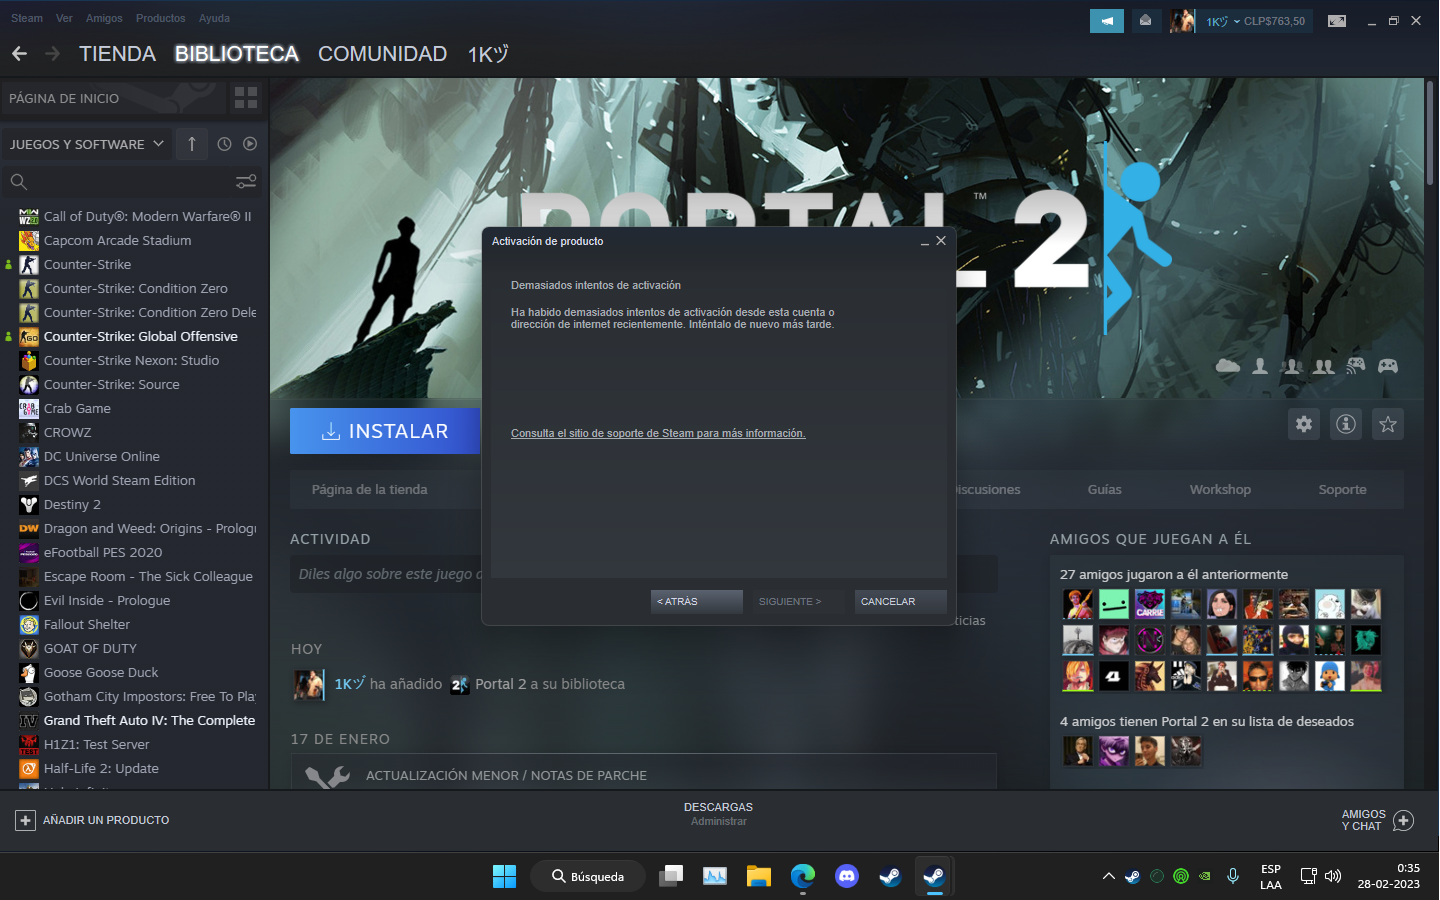 Steam Ver Amigos Productos Ayuda
1Kヅ CLP$763,50
TIENDA BIBLIOTECA COMUNIDAD 1Kヅ
PÁGINA DE INICIO
JUEGOS Y SOFTWARE
Call of Duty®: Modern Warfare® II
Capcom Arcade Stadium
Counter-Strike
Counter-Strike: Condition Zero
Counter-Strike: Condition Zero Dele
Counter-Strike: Global Offensive
Counter-Strike Nexon: Studio
Counter-Strike: Source
Crab Game
CROWZ
DC Universe Online
DCS World Steam Edition
Destiny 2
Dragon and Weed: Origins - Prologu
eFootball PES 2020
Escape Room - The Sick Colleague
Evil Inside - Prologue
Fallout Shelter
GOAT OF DUTY
Goose Goose Duck
Gotham City Impostors: Free To Pla
Grand Theft Auto IV: The Complete
H1Z1: Test Server
Half-Life 2: Update
PORTAL 2™
Activación de producto
Demasiados intentos de activación
Ha habido demasiados intentos de activación desde esta cuenta o
dirección de internet recientemente. Inténtalo de nuevo más tarde.
Consulta el sitio de soporte de Steam para más información.
< ATRÁS SIGUIENTE > CANCELAR
INSTALAR
Página de la tienda iscusiones Guías Workshop Soporte
ACTIVIDAD
Diles algo sobre este juego a
ticias
HOY
1Kヅ ha añadido Portal 2 a su biblioteca
17 DE ENERO
ACTUALIZACIÓN MENOR / NOTAS DE PARCHE
AMIGOS QUE JUEGAN A ÉL
27 amigos jugaron a él anteriormente
4 amigos tienen Portal 2 en su lista de deseados
AÑADIR UN PRODUCTO
DESCARGAS
Administrar
AMIGOS
Y CHAT
Búsqueda
ESP
LAA
0:35
28-02-2023